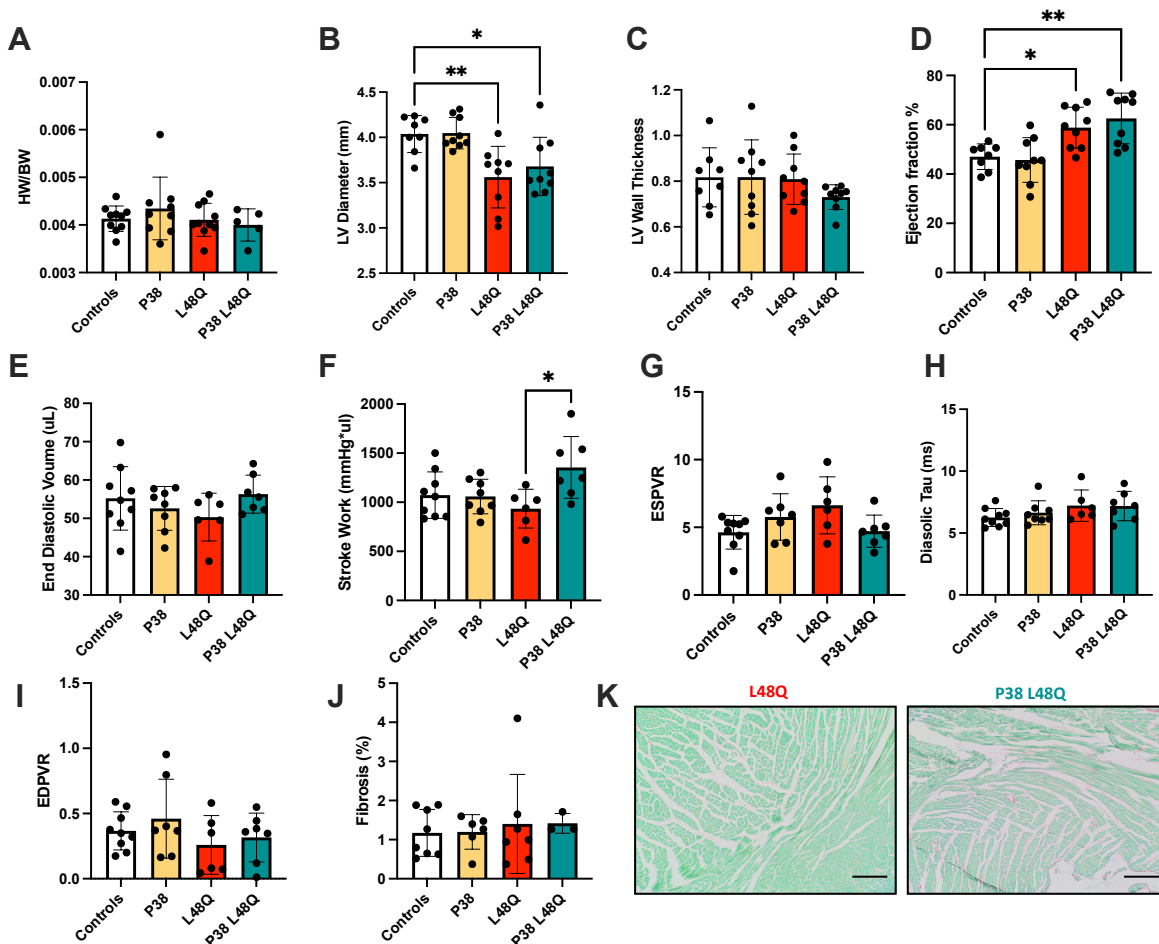 A
HW/BW
0.007
0.006
0.005
0.004
0.003
Controls
P38
L48Q
P38 L48Q
B
LV Diameter (mm)
4.5
4.0
3.5
3.0
2.5
*
**
Controls
P38
L48Q
P38 L48Q
C
LV Wall Thickness
1.2
1.0
0.8
0.6
0.4
Controls
P38
L48Q
P38 L48Q
D
Ejection fraction %
80
60
40
20
0
**
*
Controls
P38
L48Q
P38 L48Q
E
End Diastolic Voume (uL)
80
70
60
50
40
30
Controls
P38
L48Q
P38 L48Q
F
Stroke Work (mmHg*ul)
2000
1500
1000
500
0
*
Controls
P38
L48Q
P38 L48Q
G
ESPVR
15
10
5
0
Controls
P38
L48Q
P38 L48Q
H
Diasolic Tau (ms)
15
10
5
0
Controls
P38
L48Q
P38 L48Q
I
EDPVR
1.5
1.0
0.5
0.0
Controls
P38
L48Q
P38 L48Q
J
Fibrosis (%)
5
4
3
2
1
0
Controls
P38
L48Q
P38 L48Q
K
L48Q
P38 L48Q